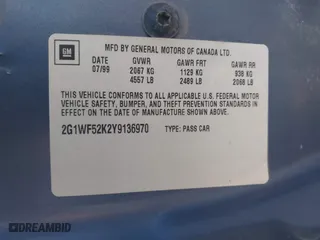 GM
MFD BY GENERAL MOTORS OF CANADA LTD.
DATE GVWR GAWR FRT GAWR RR
07/99 2067 KG 1129 KG 938 KG
4557 LB 2489 LB 2068 LB
THIS VEHICLE CONFORMS TO ALL APPLICABLE U.S. FEDERAL MOTOR
VEHICLE SAFETY, BUMPER, AND THEFT PREVENTION STANDARDS IN
EFFECT ON THE DATE OF MANUFACTURE SHOWN ABOVE.
2G1WF52K2Y9136970 TYPE: PASS CAR
DREAMBID